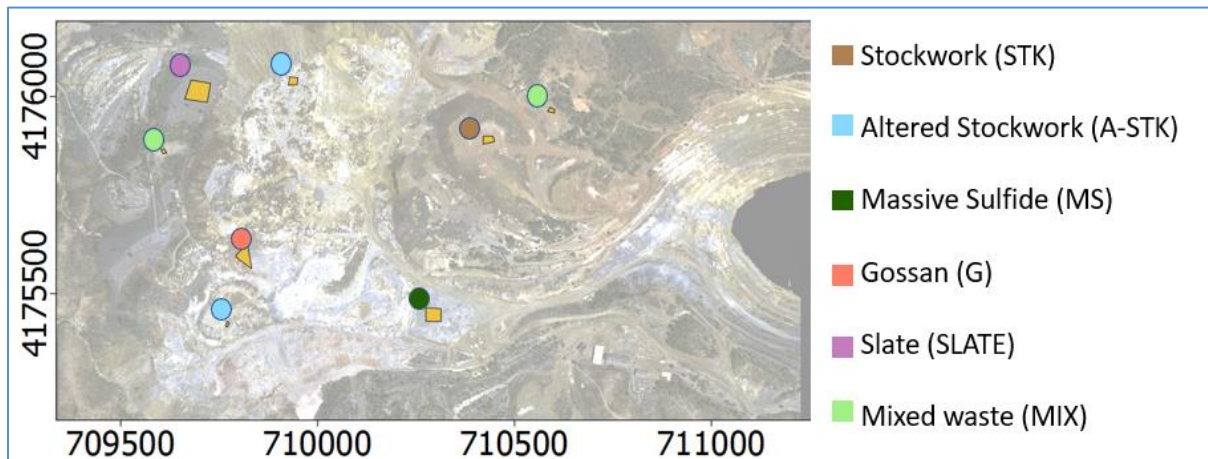 4176000
4175500
709500
710000
710500
711000
Stockwork (STK)
Altered Stockwork (A-STK)
Massive Sulfide (MS)
Gossan (G)
Slate (SLATE)
Mixed waste (MIX)